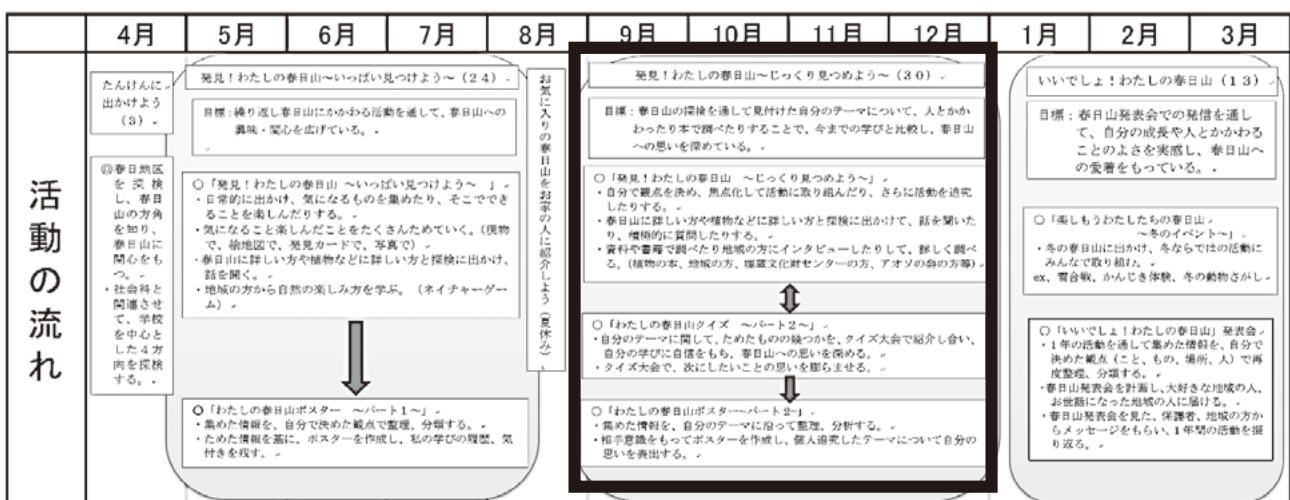 4月 5月 6月 7月 8月 9月 10月 11月 12月 1月 2月 3月
活動の流れ
たんけんに
出かけよう
(3)
◎春日地区
を探検
し、春日
山の方角
を知り、
春日山に
関心をも
つ。
・社会科と
関連させ
て、学校
を中心と
した4方
向を探検
する。
発見!わたしの春日山~いっぱい見つけよう~(24)
目標:繰り返し春日山にかかわる活動を通して、春日山への
興味・関心を広げている。
○「発見!わたしの春日山 ~いっぱい見つけよう~ 」
・日常的に出かけ、気になるものを集めたり、そこでで
きることを楽しんだりする。
・気になること楽しんだことをたくさんためていく。(現物
で、絵地図で、発見カードで、写真で)
・春日山に詳しい方や植物などに詳しい方と探検に出かけ、
話を聞く。
・地域の方から自然の楽しみ方を学ぶ。(ネイチャーゲー
ム)
○「わたしの春日山ポスター ~パート1~」
・集めた情報を、自分で決めた観点で整理、分類する。
・ためた情報を基に、ポスターを作成し、私の学びの履歴、気
付きを残す。
お気に入りの春日山をお家の人に紹介しよう(夏休み)
発見!わたしの春日山~じっくり見つめよう~(30)
目標:春日山の探検を通して見付けた自分のテーマについて、人とかか
わったり本で調べたりすることで、今までの学びと比較し、春日山
への思いを深めている。
○「発見!わたしの春日山 ~じっくり見つめよう~」
・自分で観点を決め、焦点化して活動に取り組んだり、さらに活動を追究
したりする。
・春日山に詳しい方や植物などに詳しい方と探検に出かけて、話を聞いた
り、積極的に質問したりする。
・資料や書籍で調べたり地域の方にインタビューしたりして、詳しく調べ
る。(植物の本、地域の方、埋蔵文化財センターの方、アオソの会の方等)
○「わたしの春日山クイズ ~パート2~」
・自分のテーマに関して、ためたものの幾つかを、クイズ大会で紹介し合い、
自分の学びに自信をもち、春日山への思いを深める。
・クイズ大会で、次にしたいことの思いを膨らませる。
○「わたしの春日山ポスター~パート2~」
・集めた情報を、自分のテーマに沿って整理、分析する。
・相手意識をもってポスターを作成し、個人追究したテーマについて自分の
思いを表出する。
いいでしょ!わたしの春日山(13)
目標:春日山発表会での発信を通し
て、自分の成長や人とかかわる
ことのよさを実感し、春日山へ
の愛着をもっている。
○「楽しもうわたしたちの春日山
~冬のイベント~」
・冬の春日山に出かけ、冬ならではの活動に
みんなで取り組む。
ex、雪合戦、かんじき体験、冬の動物さがし
○「いいでしょ!わたしの春日山」発表会
・1年の活動を通して集めた情報を、自分で
決めた観点(こと、もの、場所、人)で再
度整理、分類する。
・春日山発表会を計画し、大好きな地域の人、
お世話になった地域の人に届ける。
・春日山発表会を見た、保護者、地域の方か
らメッセージをもらい、1年間の活動を振
り返る。